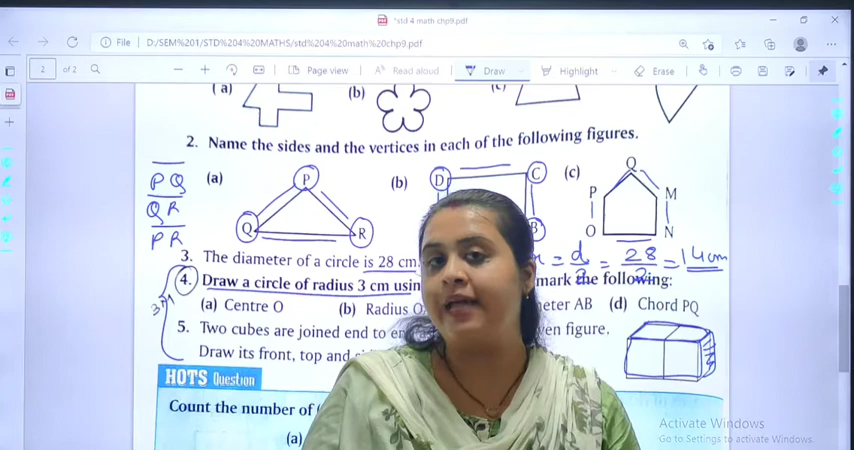 *std 4 math chp9.pdf
File D:/SEM%201/STD%204%20MATHS/std%204%20math%20chp9.pdf
2 of 2 Page view Read aloud Draw Highlight Erase
(a) (b) (c)
2. Name the sides and the vertices in each of the following figures.
PQ
QR
PR
(a) P Q R
(b) D C B
(c) Q P M O N
3. The diameter of a circle is 28 cm. = d/2 = 28/2 = 14 cm
4. Draw a circle of radius 3 cm usin mark the following:
(a) Centre O (b) Radius O eter AB (d) Chord PQ
3M
5. Two cubes are joined end to en ven figure.
Draw its front, top and
HOTS Question
Count the number of
(a)
Activate Windows
Go to Settings to activate Windows.